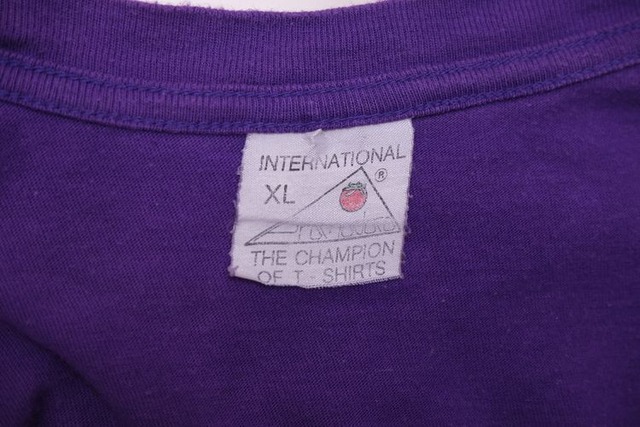 INTERNATIONAL
XL
®
THE CHAMPION
OF T - SHIRTS